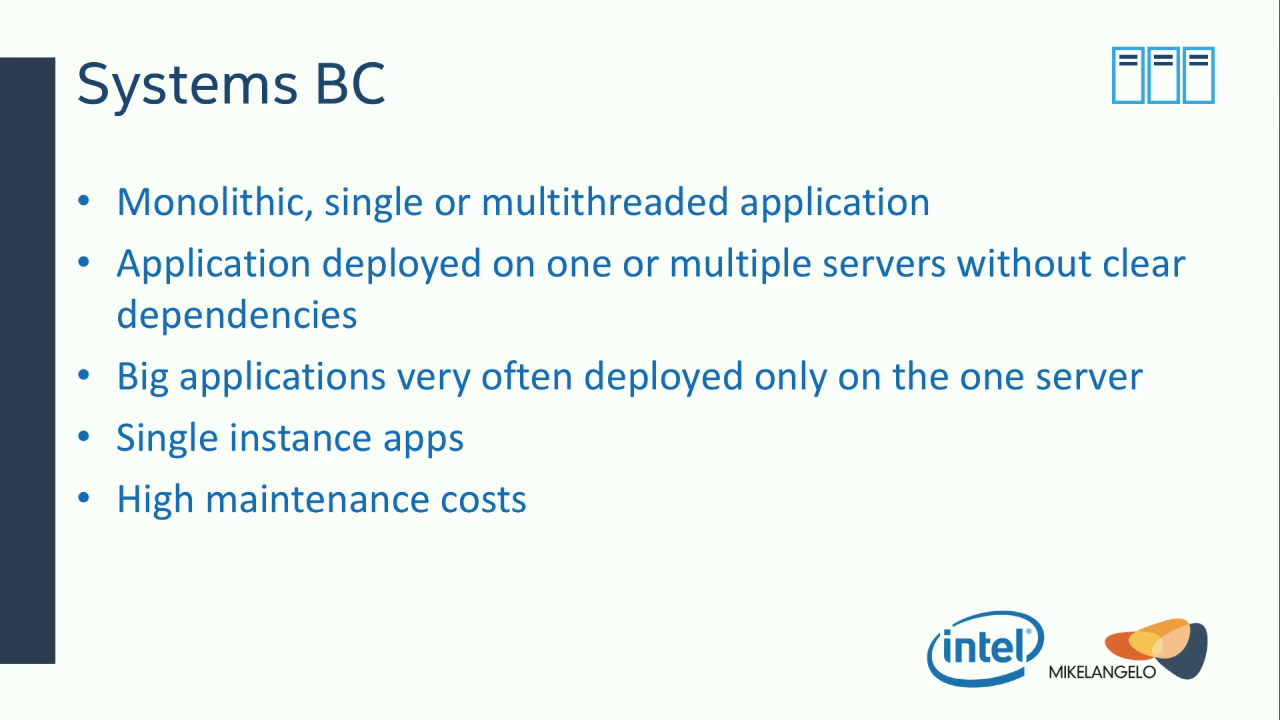 Systems BC
• Monolithic, single or multithreaded application
• Application deployed on one or multiple servers without clear
dependencies
• Big applications very often deployed only on the one server
• Single instance apps
• High maintenance costs
intel®
MIKELANGELO